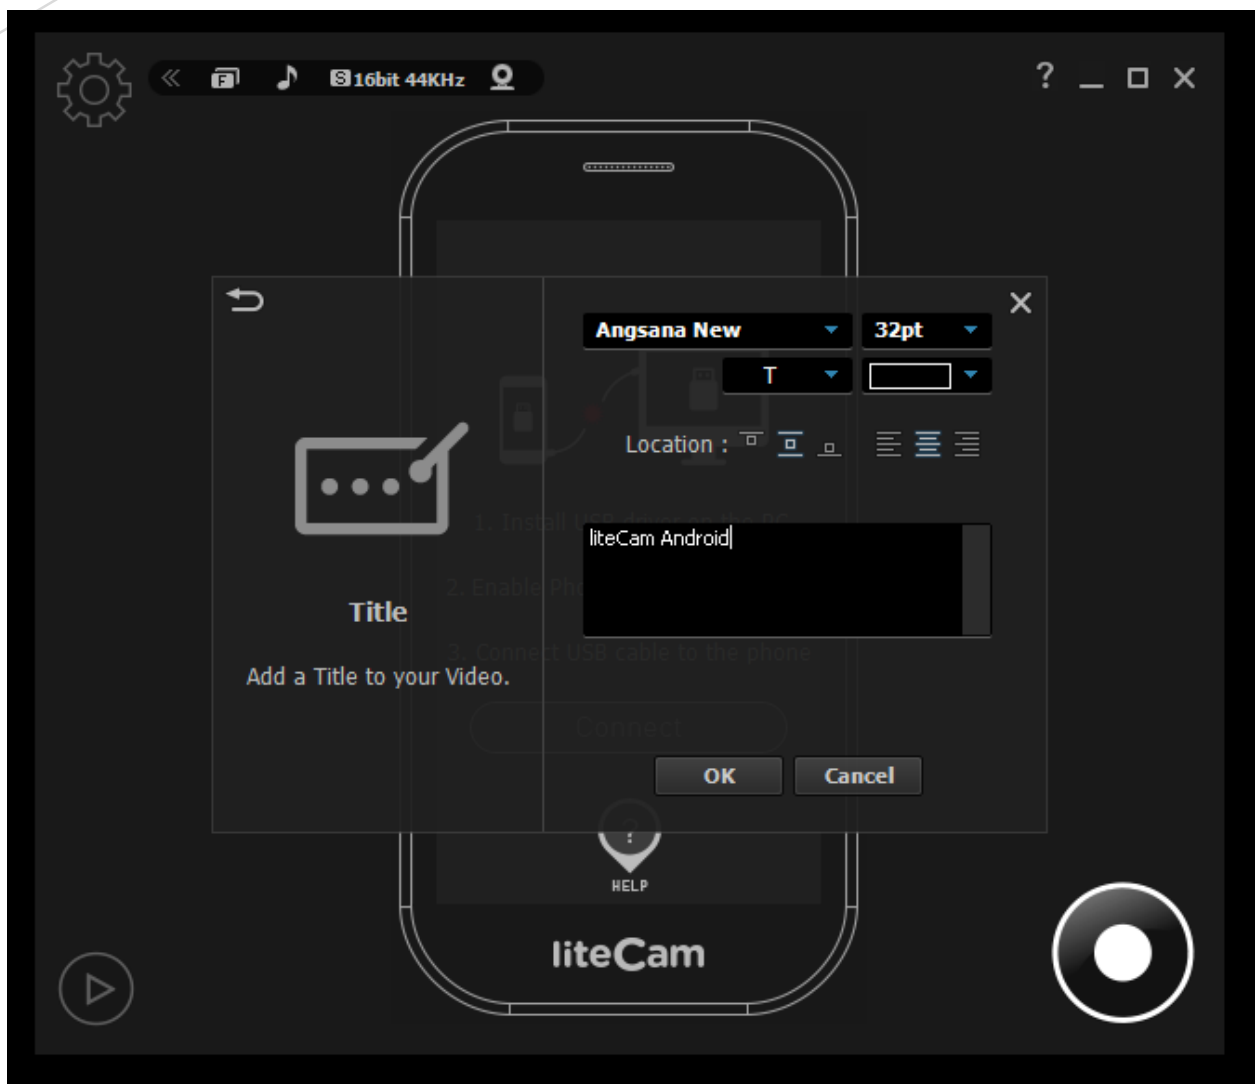 F S 16bit 44KHz ?
Angsana New 32pt
T
Location :
1. Install USB driver on the PC
liteCam Android
2. Enable Pho
Title
3. Connect USB cable to the phone
Add a Title to your Video.
Connect
OK Cancel
?
HELP
liteCam